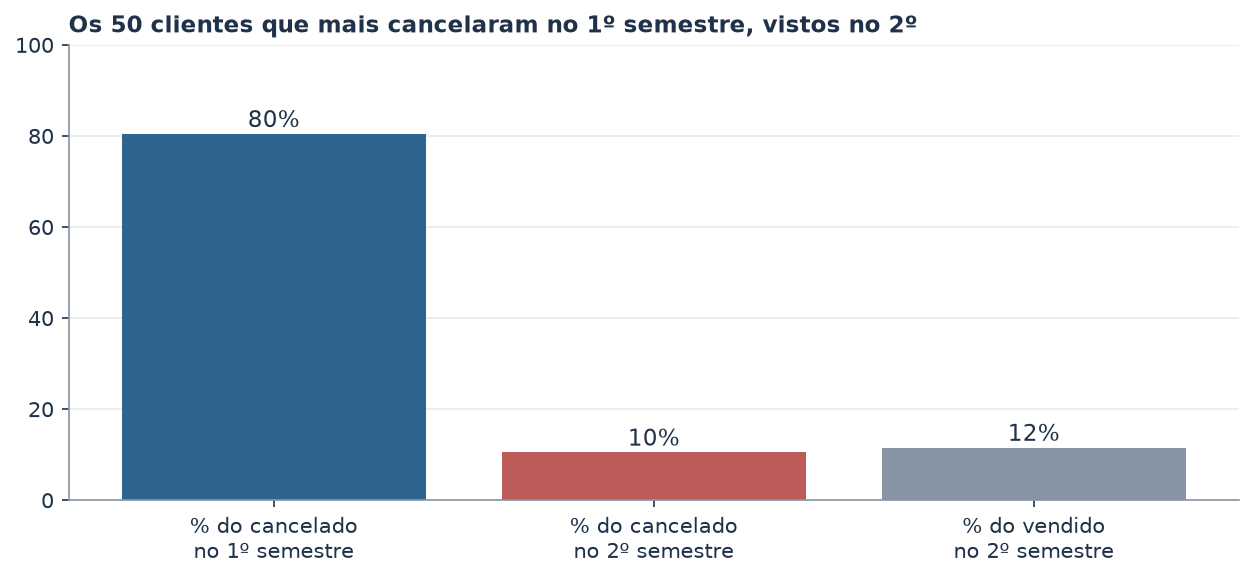 Os 50 clientes que mais cancelaram no 1º semestre, vistos no 2º
100
80
60
40
20
0
80%
10%
12%
% do cancelado
no 1º semestre
% do cancelado
no 2º semestre
% do vendido
no 2º semestre